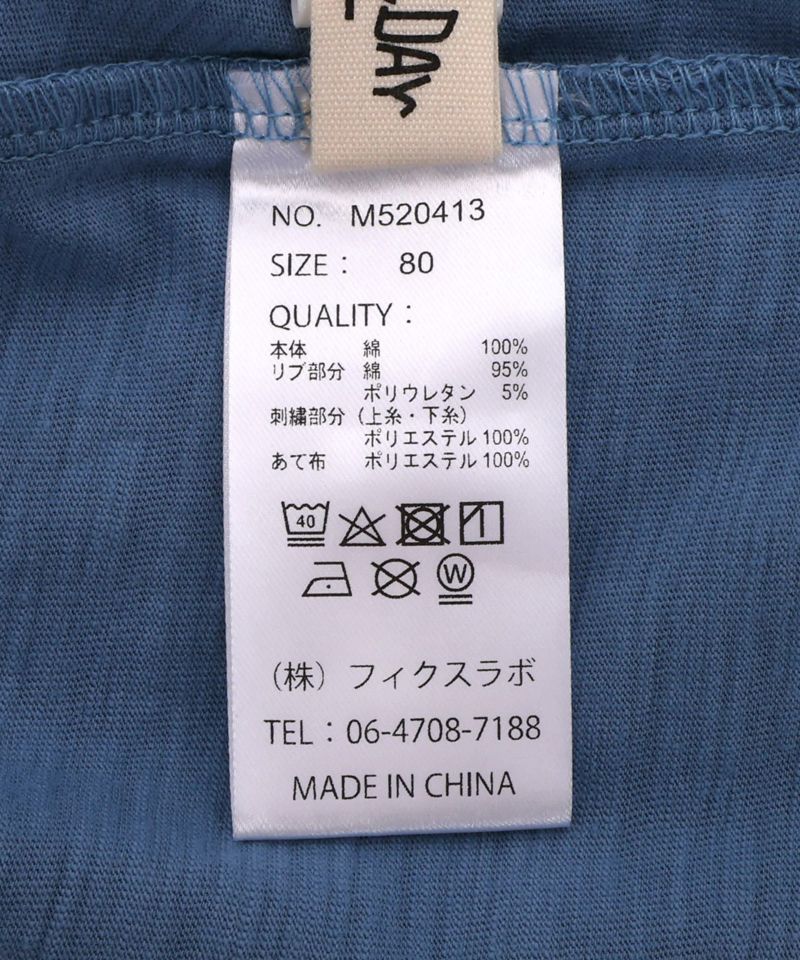 DAY
NO. M520413
SIZE : 80
QUALITY :
本体 綿 100%
リブ部分 綿 95%
ポリウレタン 5%
刺繍部分(上糸・下糸)
ポリエステル 100%
あて布 ポリエステル 100%
40
W
(株) フィクスラボ
TEL : 06-4708-7188
MADE IN CHINA